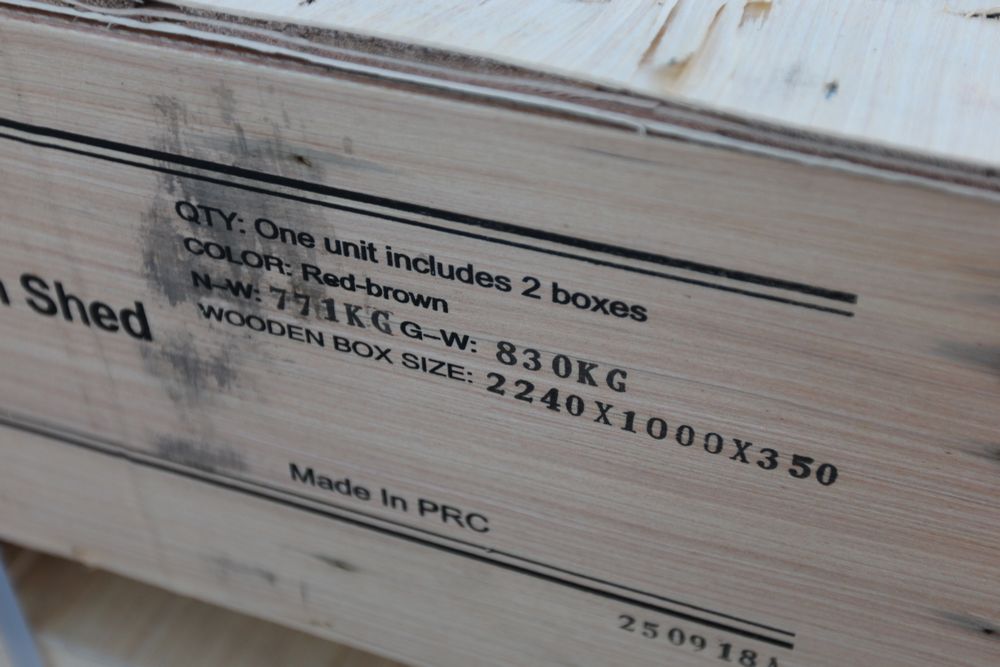 Shed
QTY: One unit includes 2 boxes
COLOR: Red-brown
N-W: 771KG G-W: 830KG
WOODEN BOX SIZE: 2240X1000X350
Made In PRC
250918A